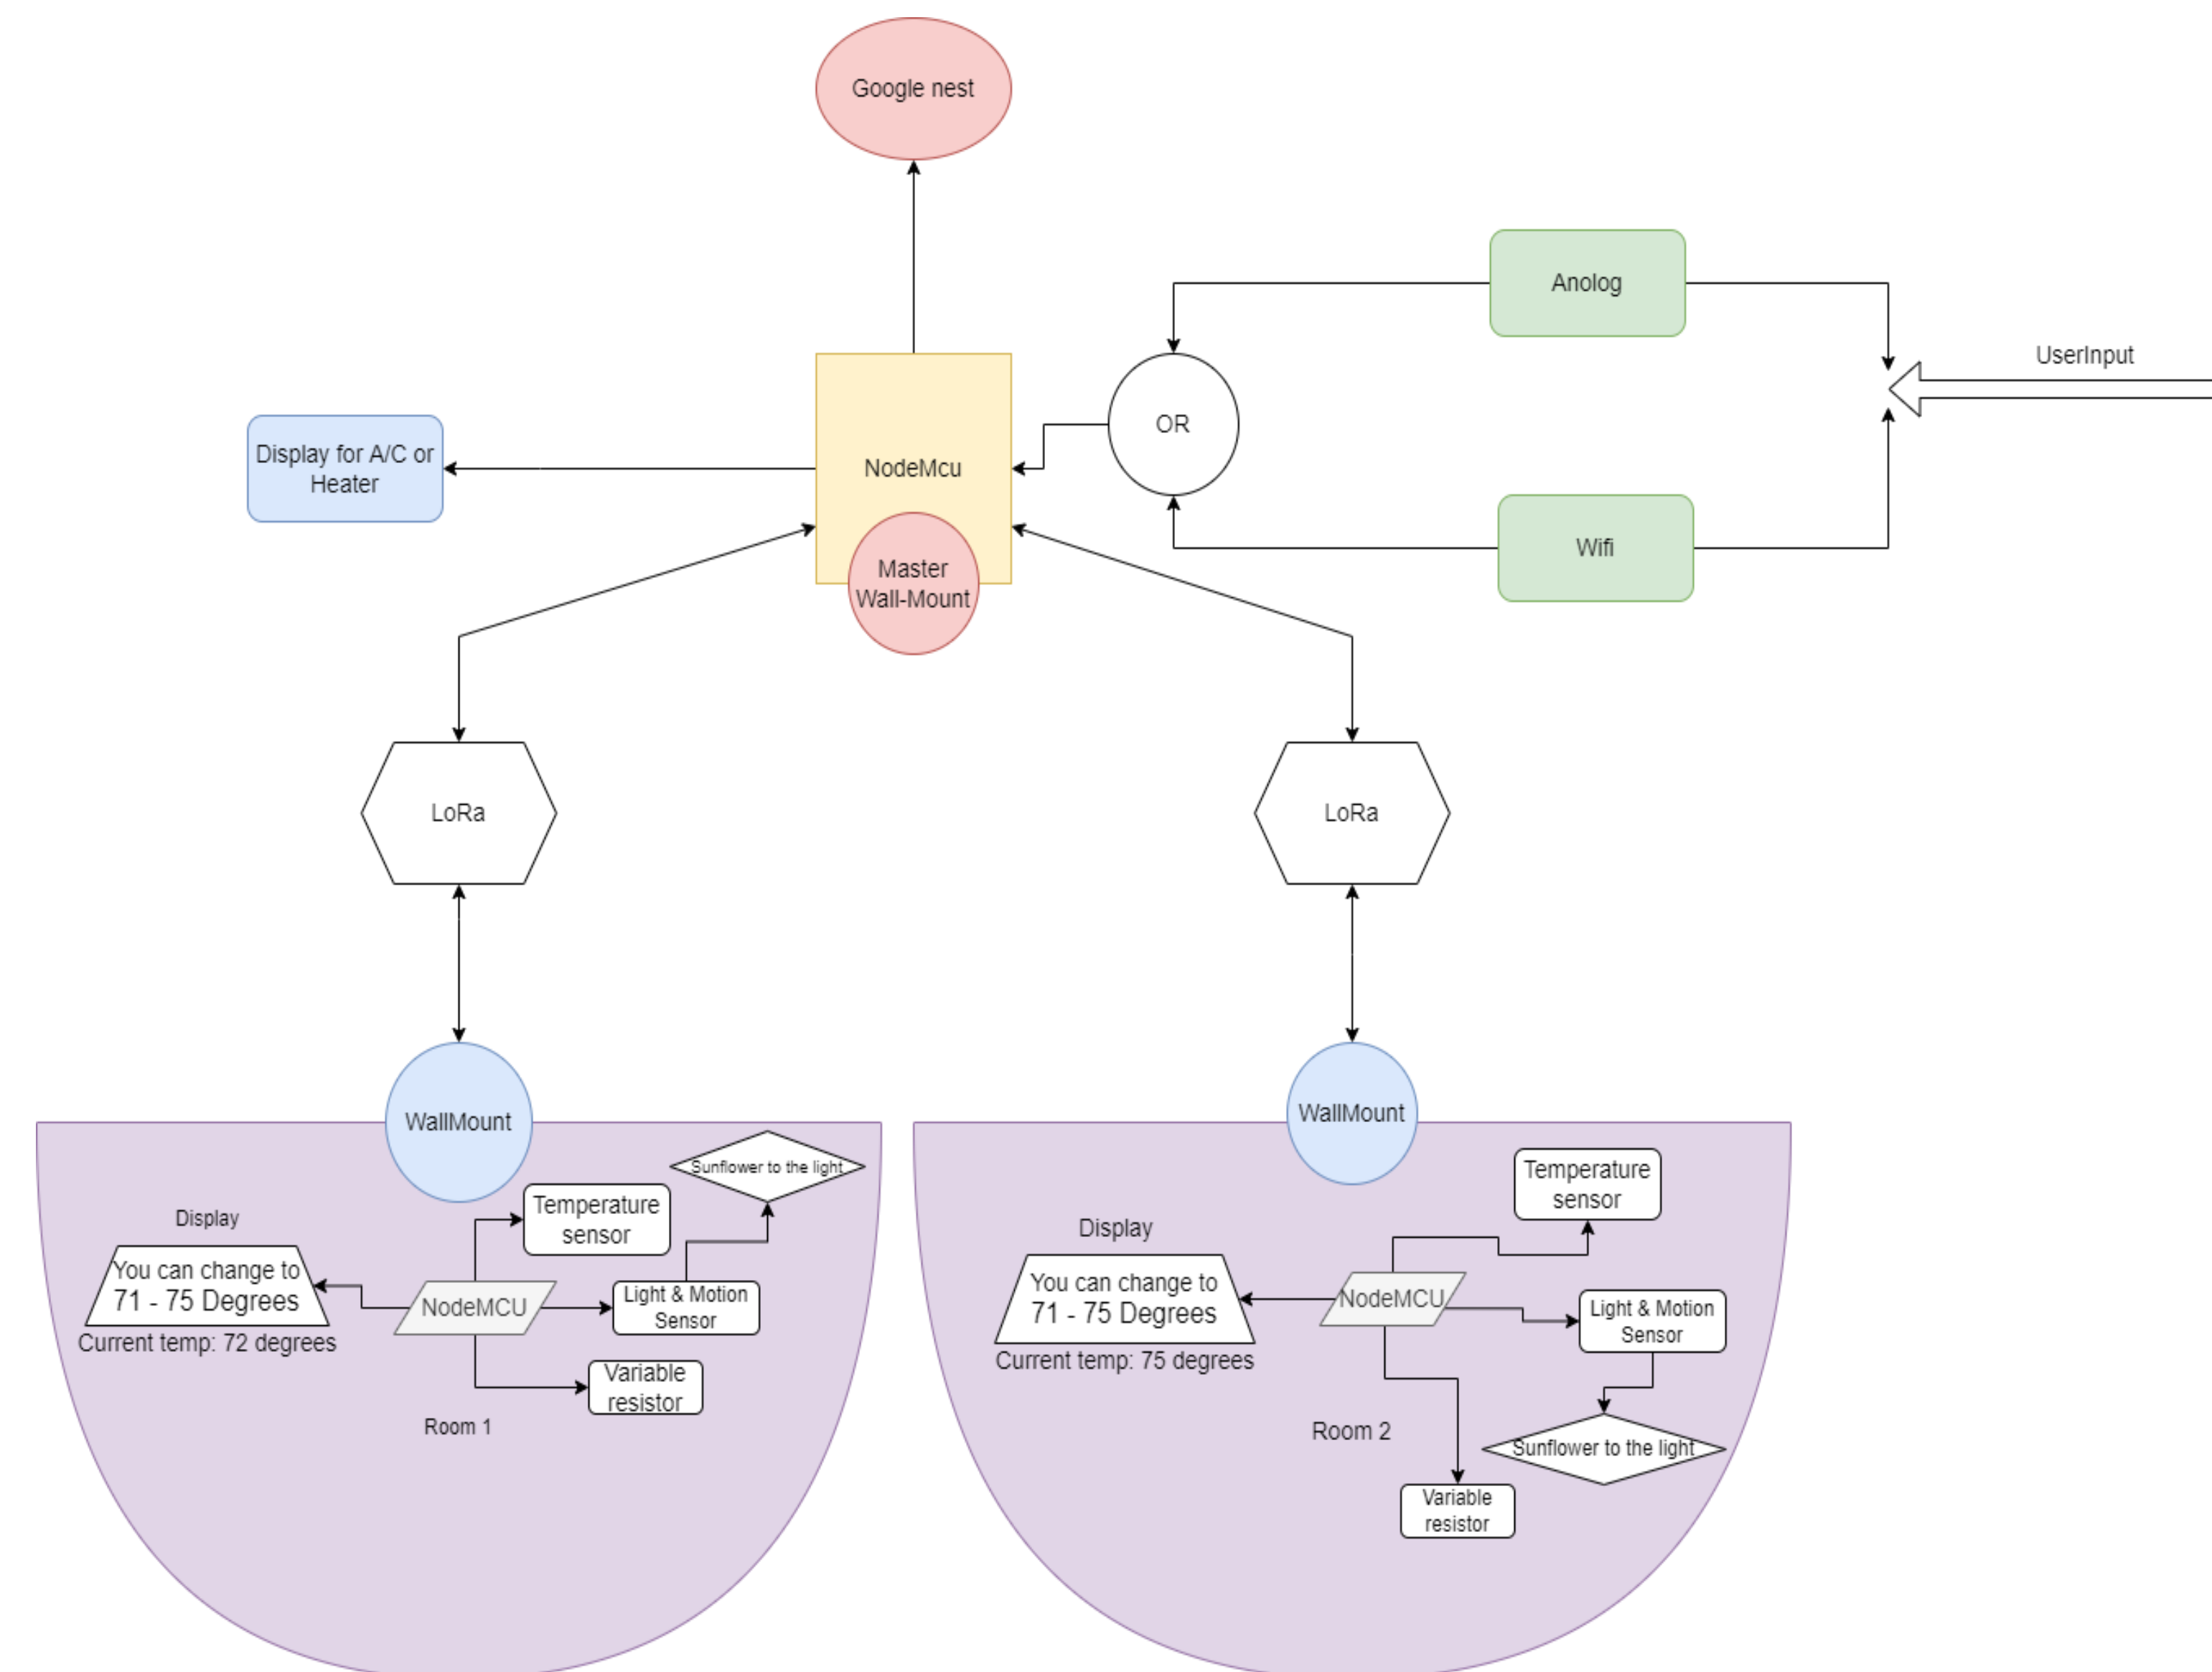 Google nest
Anolog
UserInput
OR
Display for A/C or
Heater
NodeMcu
Wifi
Master
Wall-Mount
LoRa
LoRa
WallMount
Sunflower to the light
Temperature
sensor
Display
You can change to
71 - 75 Degrees
NodeMCU
Light & Motion
Sensor
Current temp: 72 degrees
Variable
resistor
Room 1
WallMount
Temperature
sensor
Display
You can change to
71 - 75 Degrees
NodeMCU
Light & Motion
Sensor
Current temp: 75 degrees
Room 2
Sunflower to the light
Variable
resistor